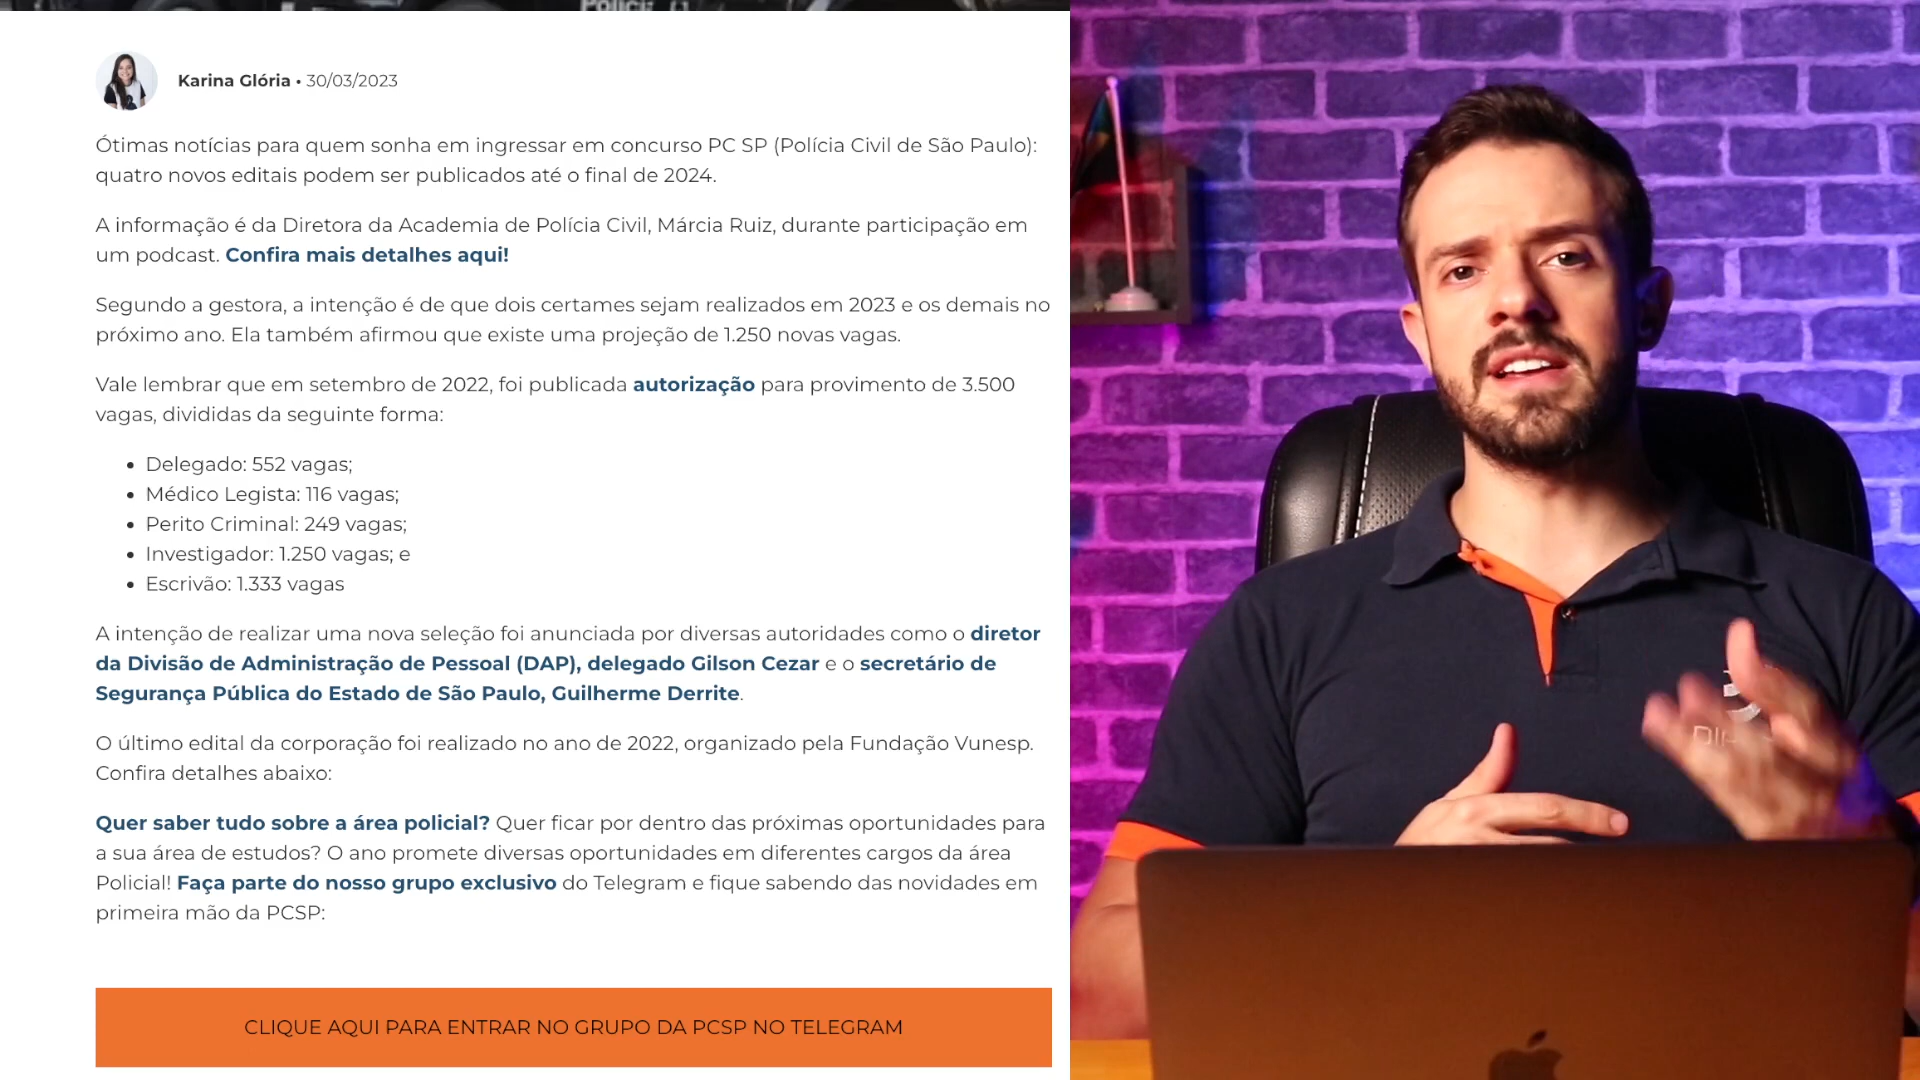 Karina Glória • 30/03/2023
Ótimas notícias para quem sonha em ingressar em concurso PC SP (Polícia Civil de São Paulo):
quatro novos editais podem ser publicados até o final de 2024.
A informação é da Diretora da Academia de Polícia Civil, Márcia Ruiz, durante participação em
um podcast. Confira mais detalhes aqui!
Segundo a gestora, a intenção é de que dois certames sejam realizados em 2023 e os demais no
próximo ano. Ela também afirmou que existe uma projeção de 1.250 novas vagas.
Vale lembrar que em setembro de 2022, foi publicada autorização para provimento de 3.500
vagas, divididas da seguinte forma:
• Delegado: 552 vagas;
• Médico Legista: 116 vagas;
• Perito Criminal: 249 vagas;
• Investigador: 1.250 vagas; e
• Escrivão: 1.333 vagas
A intenção de realizar uma nova seleção foi anunciada por diversas autoridades como o diretor
da Divisão de Administração de Pessoal (DAP), delegado Gilson Cezar e o secretário de
Segurança Pública do Estado de São Paulo, Guilherme Derrite.
O último edital da corporação foi realizado no ano de 2022, organizado pela Fundação Vunesp.
Confira detalhes abaixo:
Quer saber tudo sobre a área policial? Quer ficar por dentro das próximas oportunidades para
a sua área de estudos? O ano promete diversas oportunidades em diferentes cargos da área
Policial! Faça parte do nosso grupo exclusivo do Telegram e fique sabendo das novidades em
primeira mão da PCSP:
CLIQUE AQUI PARA ENTRAR NO GRUPO DA PCSP NO TELEGRAM